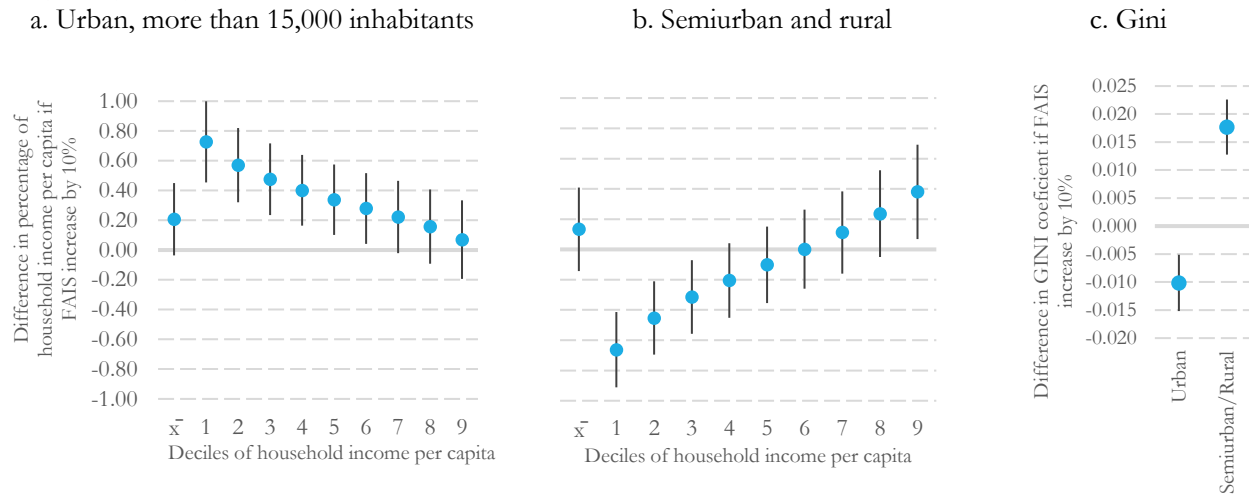 a. Urban, more than 15,000 inhabitants
Difference in percentage of
household income per capita if
FAIS increase by 10%
1.00
0.80
0.60
0.40
0.20
0.00
-0.20
-0.40
-0.60
-0.80
-1.00
x̄ 1 2 3 4 5 6 7 8 9
Deciles of household income per capita
b. Semiurban and rural
x̄ 1 2 3 4 5 6 7 8 9
Deciles of household income per capita
c. Gini
Difference in GINI coeficient if FAIS
increase by 10%
0.025
0.020
0.015
0.010
0.005
0.000
-0.005
-0.010
-0.015
-0.020
Urban
Semiurban/Rural